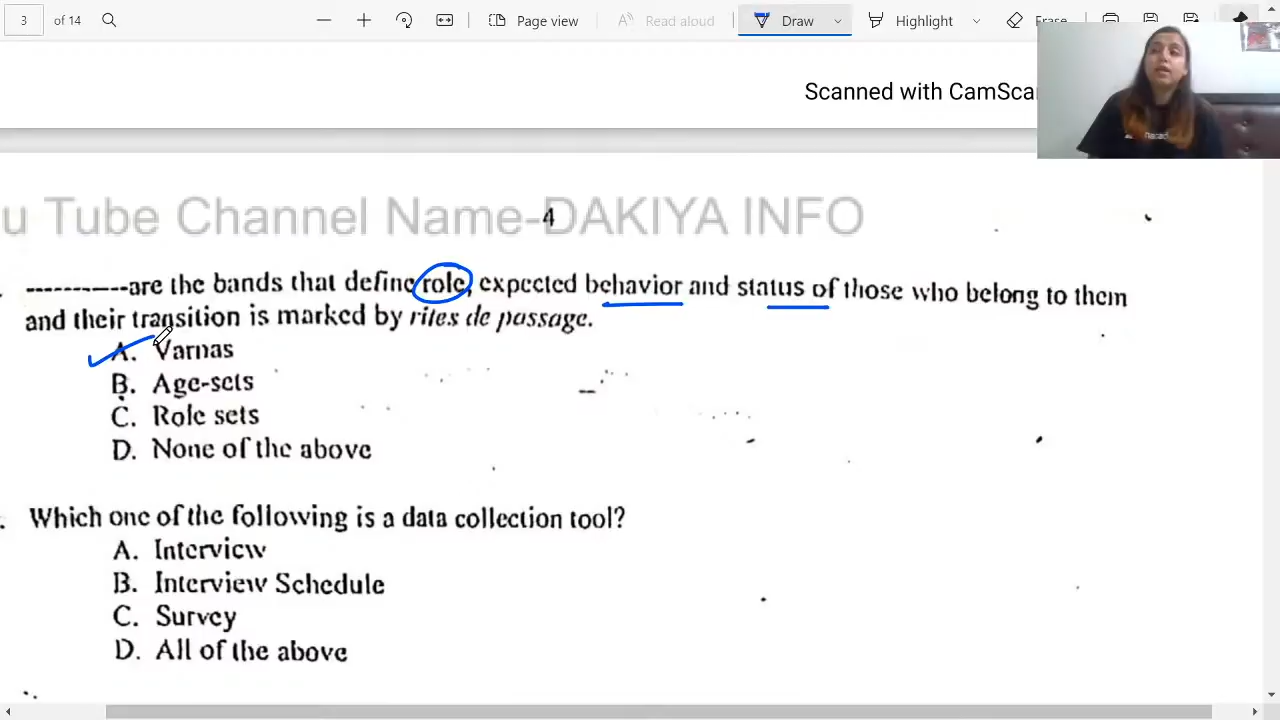 3 of 14 Page view Read aloud Draw Highlight Erase
Scanned with CamScan
u Tube Channel Name-DAKIYA INFO
4
-----------are the bands that define role, expected behavior and status of those who belong to them
and their transition is marked by rites de passage.
A. Varnas
B. Age-sets
C. Role sets
D. None of the above
. Which one of the following is a data collection tool?
A. Interview
B. Interview Schedule
C. Survey
D. All of the above